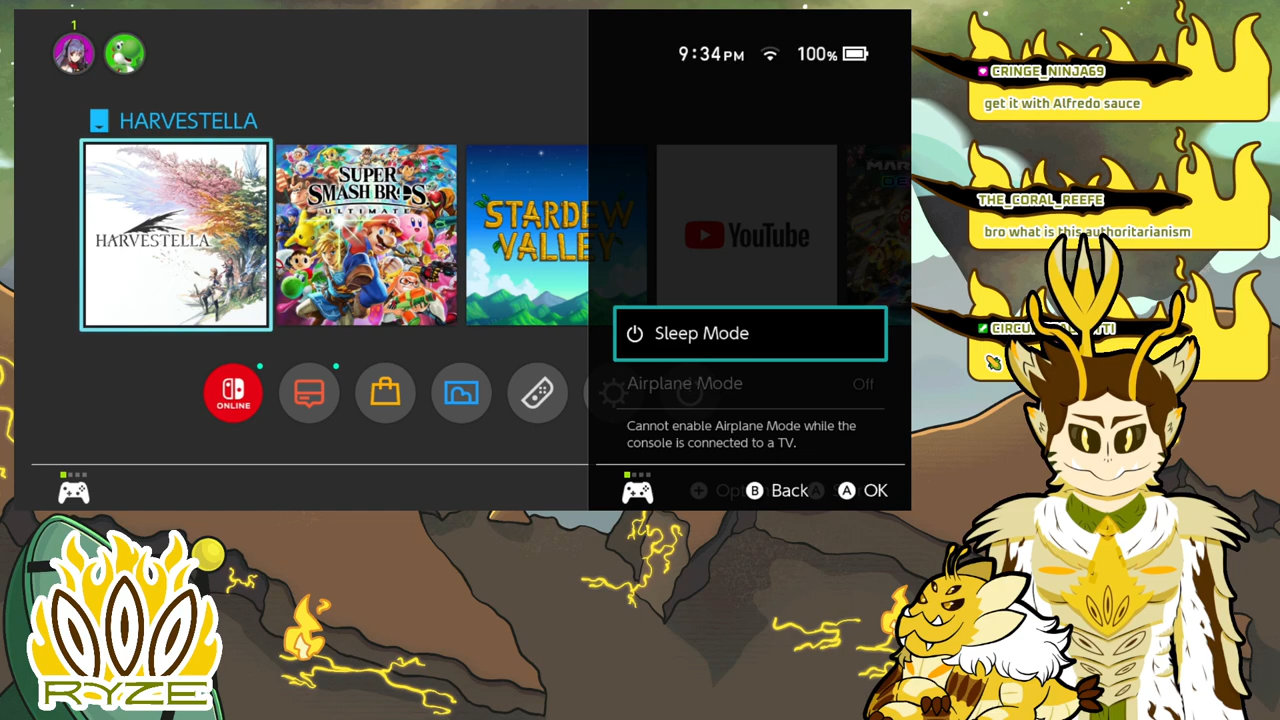 1
9:34 PM
100%
HARVESTELLA
HARVESTELLA
SUPER
SMASH BROS.
ULTIMATE
STARDEW
VALLEY
YouTube
Sleep Mode
Airplane Mode Off
Cannot enable Airplane Mode while the
console is connected to a TV.
ONLINE
B Back A OK
CRINGE_NINJA69
get it with Alfredo sauce
THE_CORAL_REEFE
bro what is this authoritarianism
RYZE